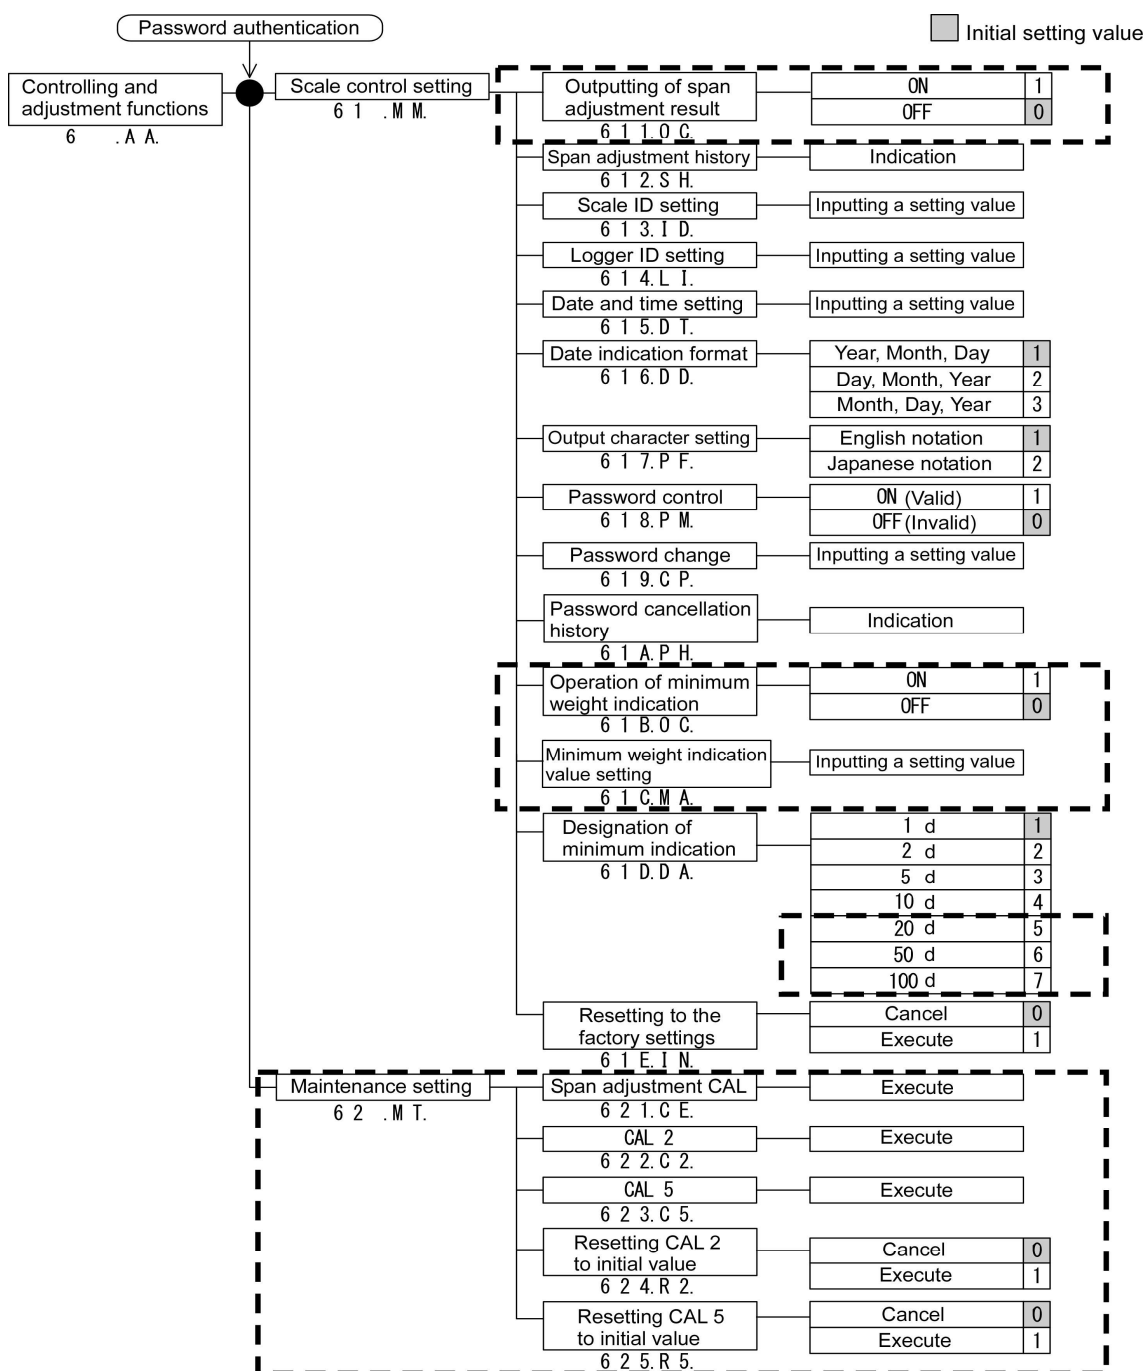 Password authentication
Initial setting value
Controlling and
adjustment functions
6 .A A.
Scale control setting
6 1 .M M.
Outputting of span
adjustment result
6 1 1.O C.
ON 1
OFF 0
Span adjustment history
6 1 2.S H.
Indication
Scale ID setting
6 1 3.I D.
Inputting a setting value
Logger ID setting
6 1 4.L I.
Inputting a setting value
Date and time setting
6 1 5.D T.
Inputting a setting value
Date indication format
6 1 6.D D.
Year, Month, Day 1
Day, Month, Year 2
Month, Day, Year 3
Output character setting
6 1 7.P F.
English notation 1
Japanese notation 2
Password control
6 1 8.P M.
ON (Valid) 1
OFF (Invalid) 0
Password change
6 1 9.C P.
Inputting a setting value
Password cancellation
history
6 1 A.P H.
Indication
Operation of minimum
weight indication
6 1 B.O C.
ON 1
OFF 0
Minimum weight indication
value setting
6 1 C.M A.
Inputting a setting value
Designation of
minimum indication
6 1 D.D A.
1 d 1
2 d 2
5 d 3
10 d 4
20 d 5
50 d 6
100 d 7
Resetting to the
factory settings
6 1 E.I N.
Cancel 0
Execute 1
Maintenance setting
6 2 .M T.
Span adjustment CAL
6 2 1.C E.
Execute
CAL 2
6 2 2.C 2.
Execute
CAL 5
6 2 3.C 5.
Execute
Resetting CAL 2
to initial value
6 2 4.R 2.
Cancel 0
Execute 1
Resetting CAL 5
to initial value
6 2 5.R 5.
Cancel 0
Execute 1